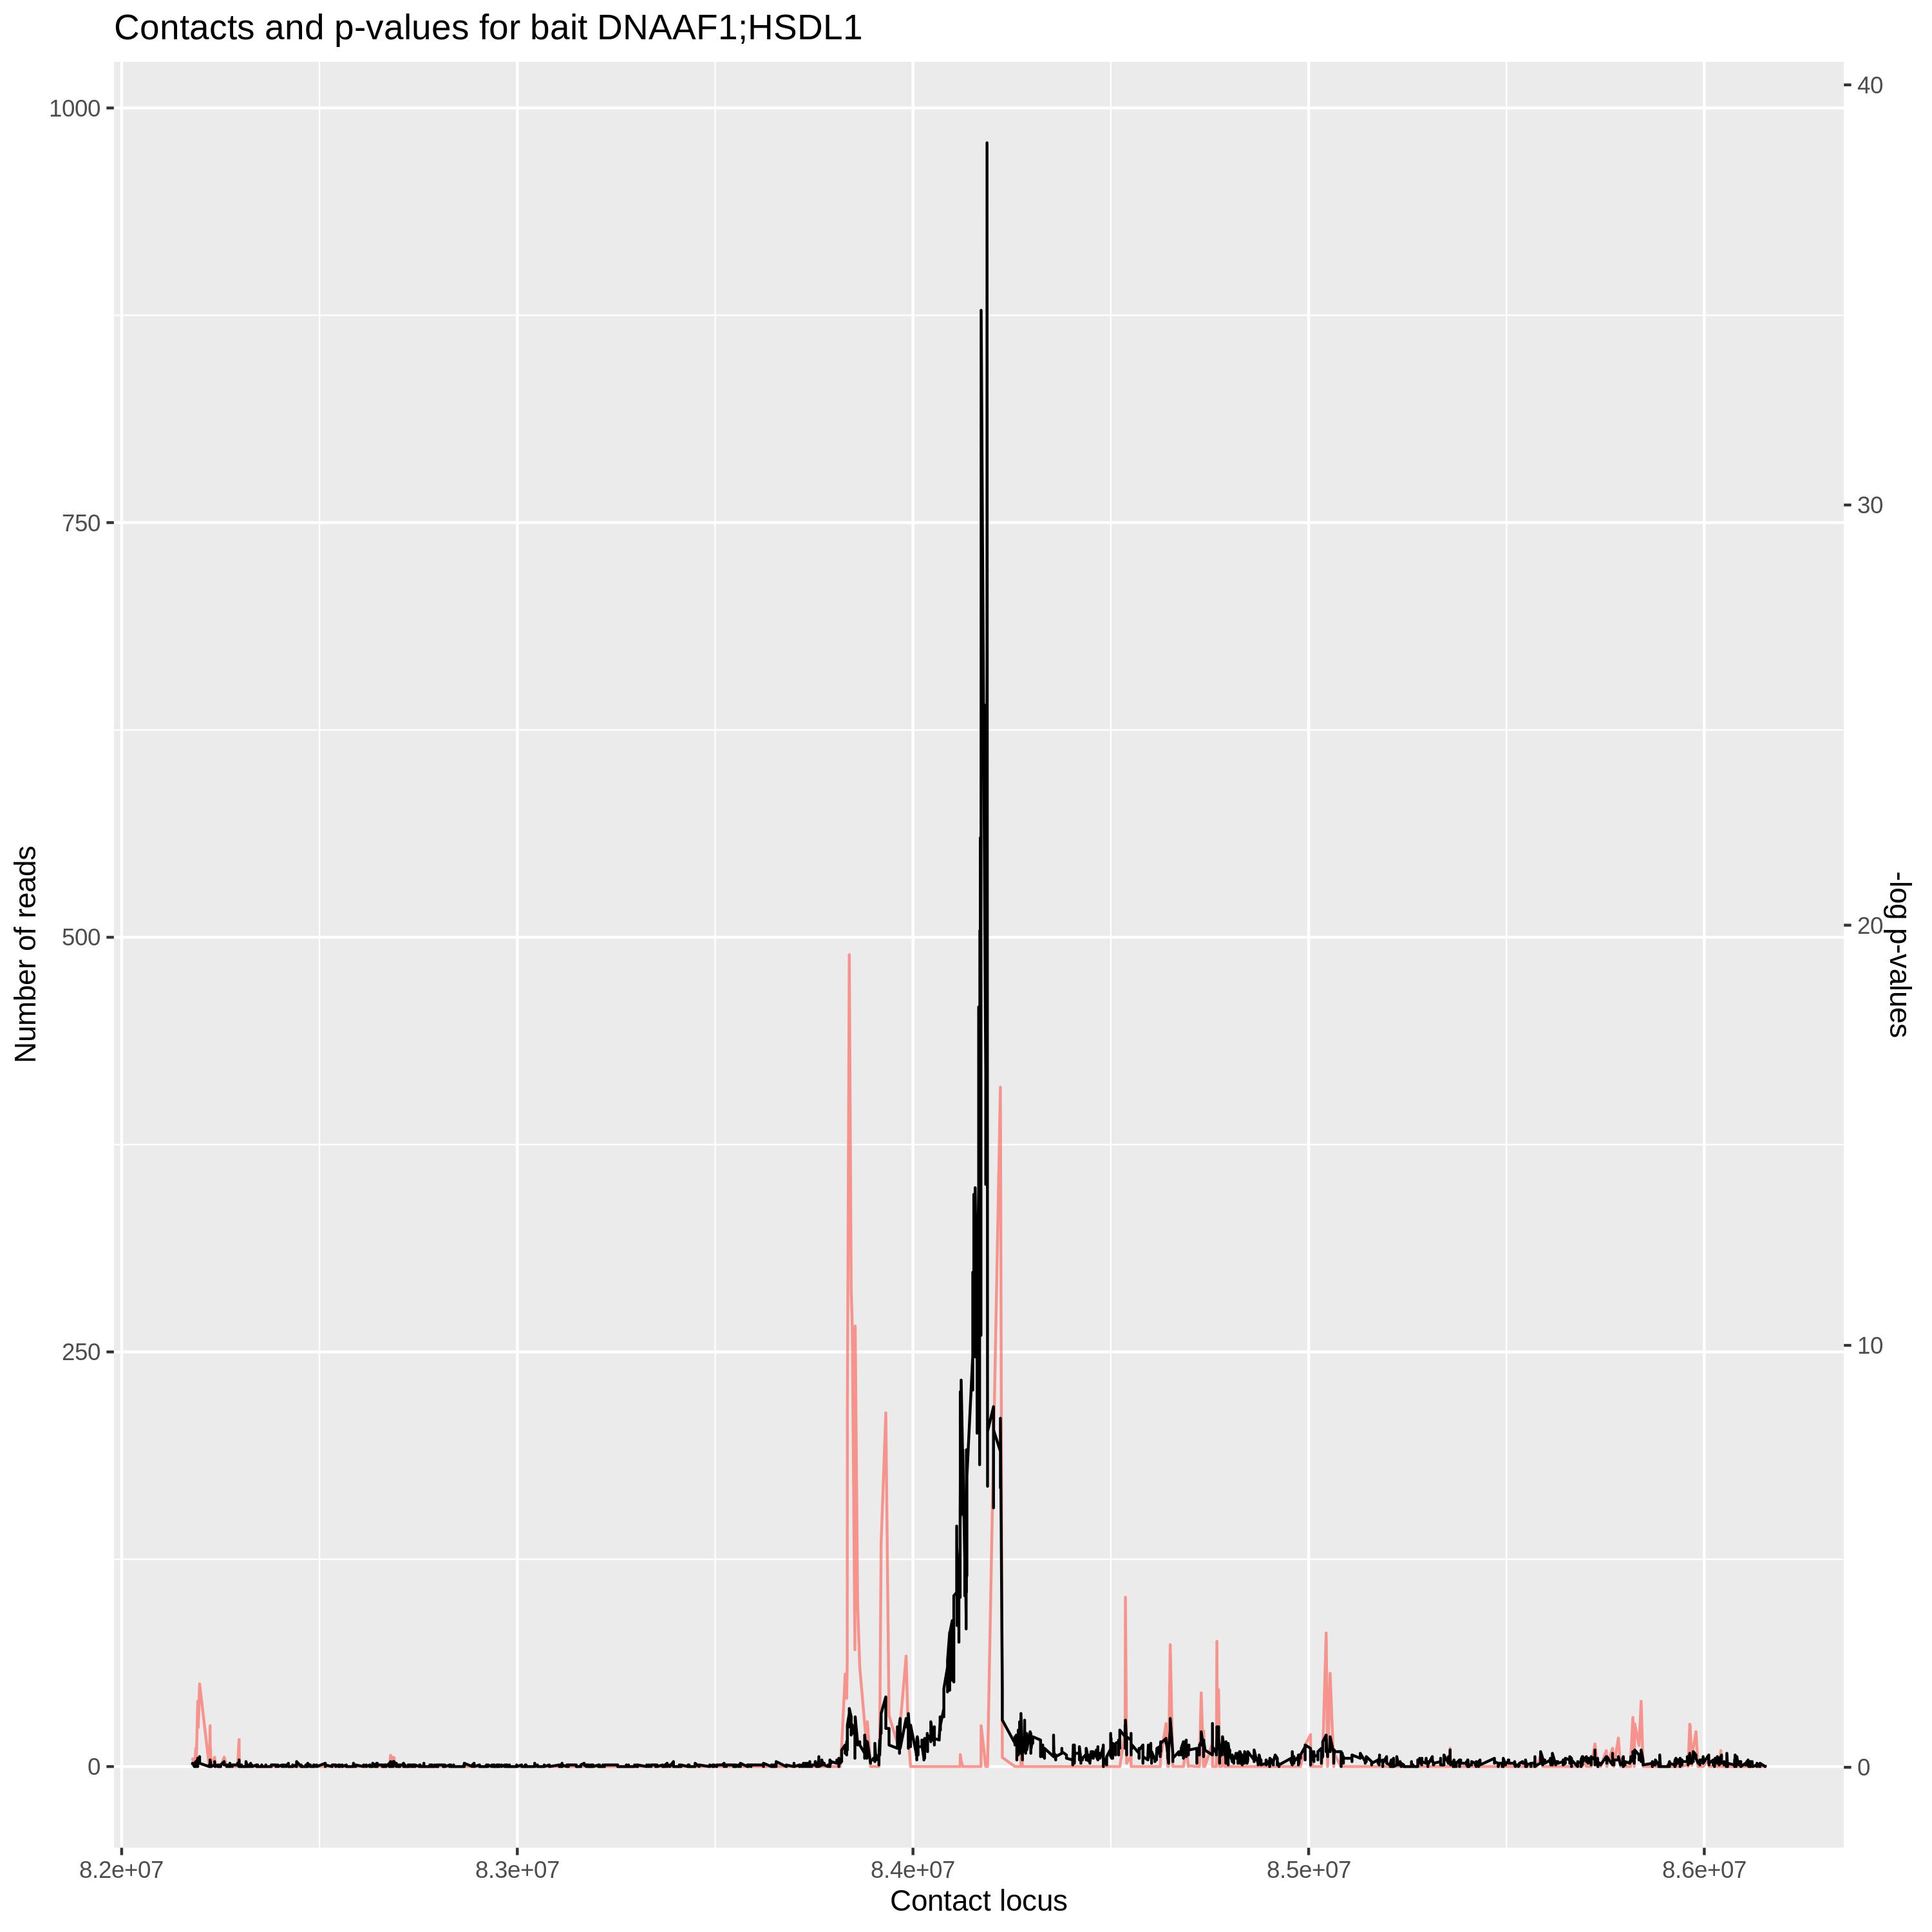 Contacts and p-values for bait DNAAF1;HSDL1
1000
750
500
250
0
Number of reads
40
30
20
10
0
-log p-values
8.2e+07
8.3e+07
8.4e+07
8.5e+07
8.6e+07
Contact locus